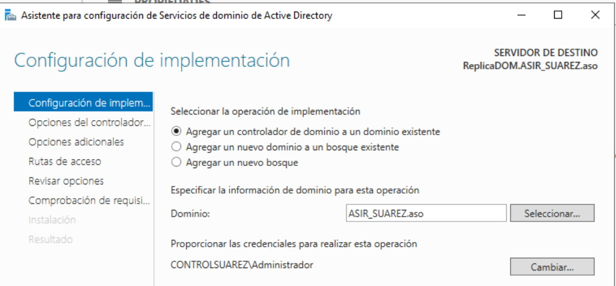 PROPIEDADES
Asistente para configuración de Servicios de dominio de Active Directory
Configuración de implementación
SERVIDOR DE DESTINO
ReplicaDOM.ASIR_SUAREZ.aso
Configuración de implem...
Opciones del controlador...
Opciones adicionales
Rutas de acceso
Revisar opciones
Comprobación de requisi...
Instalación
Resultado
Seleccionar la operación de implementación
Agregar un controlador de dominio a un dominio existente
Agregar un nuevo dominio a un bosque existente
Agregar un nuevo bosque
Especificar la información de dominio para esta operación
Dominio:
ASIR_SUAREZ.aso
Seleccionar...
Proporcionar las credenciales para realizar esta operación
CONTROLSUAREZ\Administrador
Cambiar...